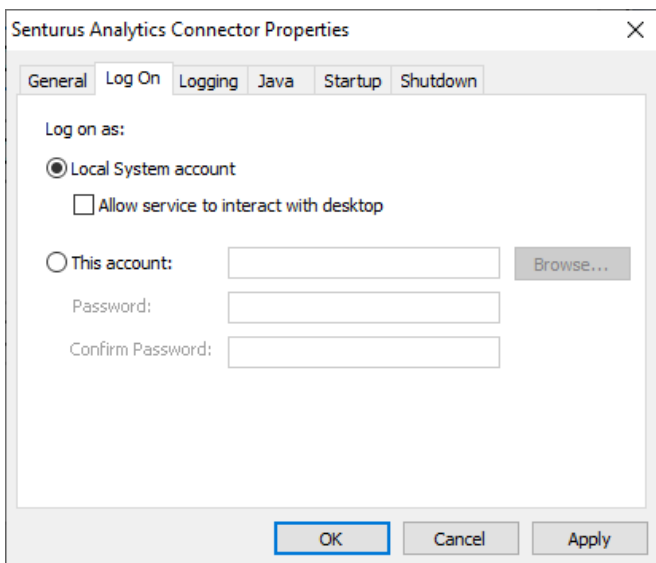 Senturus Analytics Connector Properties
General Log On Logging Java Startup Shutdown
Log on as:
Local System account
Allow service to interact with desktop
This account: Browse...
Password:
Confirm Password:
OK Cancel Apply